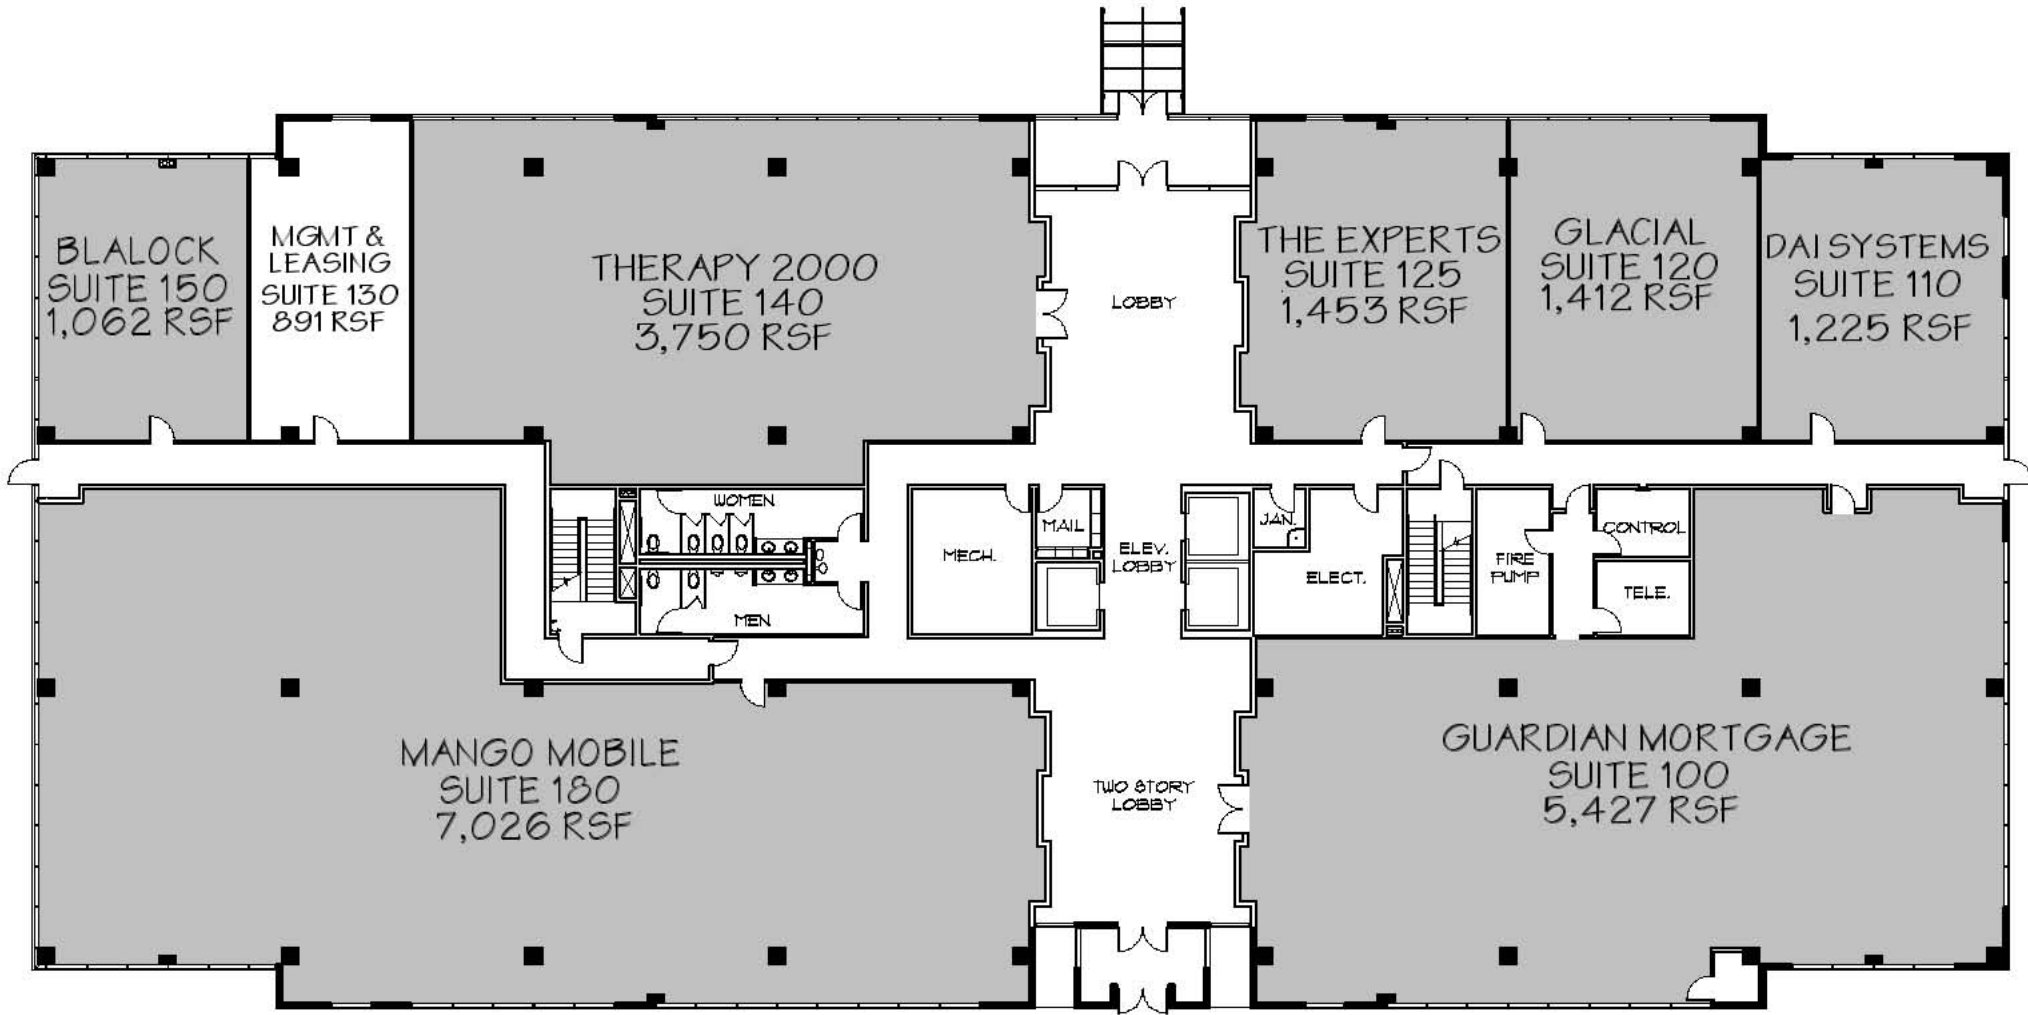 BLALOCK
SUITE 150
1,062 RSF
MGMT &
LEASING
SUITE 130
891 RSF
THERAPY 2000
SUITE 140
3,750 RSF
LOBBY
THE EXPERTS
SUITE 125
1,453 RSF
GLACIAL
SUITE 120
1,412 RSF
DAI SYSTEMS
SUITE 110
1,225 RSF
WOMEN
MEN
MECH.
MAIL
ELEV.
LOBBY
JAN.
ELECT.
FIRE
PUMP
CONTROL
TELE.
MANGO MOBILE
SUITE 180
7,026 RSF
TWO STORY
LOBBY
GUARDIAN MORTGAGE
SUITE 100
5,427 RSF